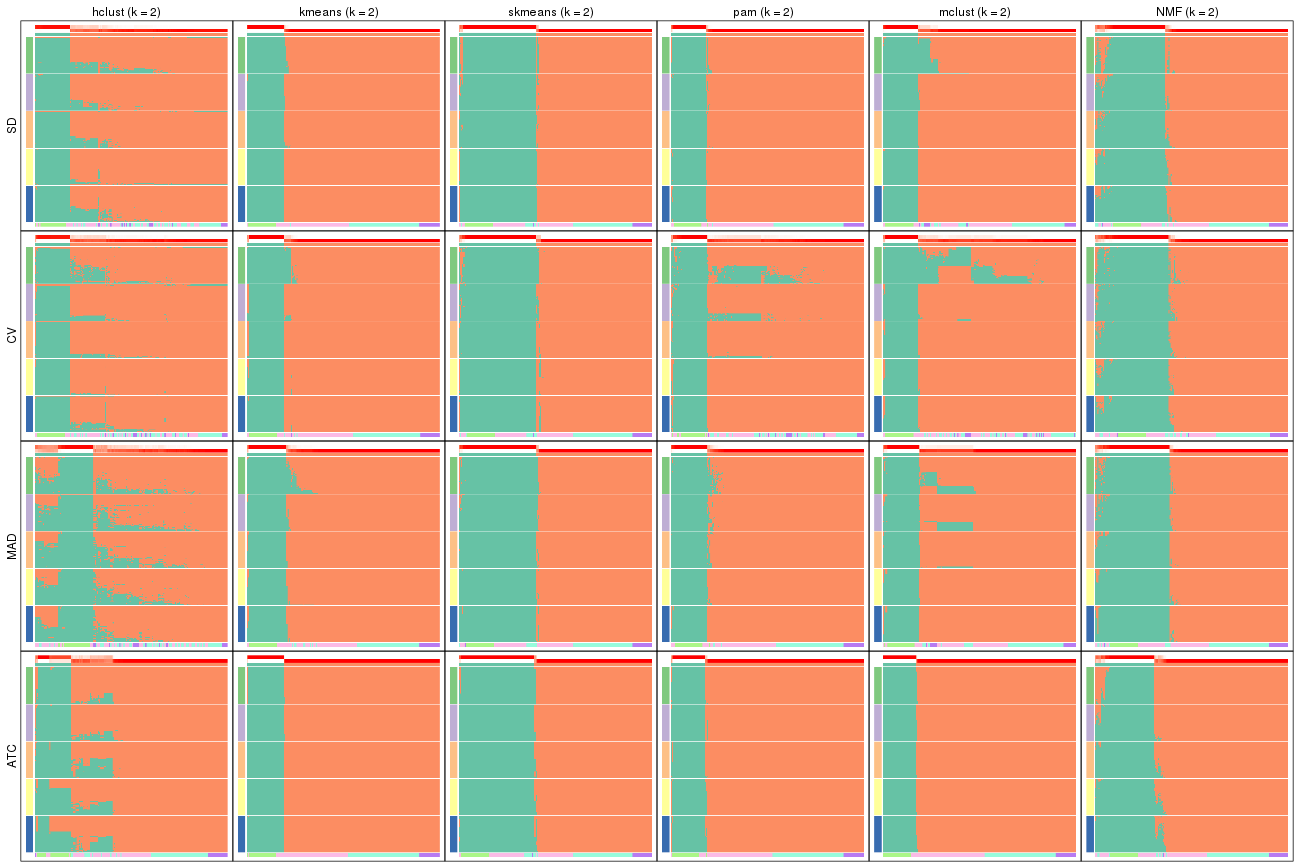 hclust (k = 2)
kmeans (k = 2)
skmeans (k = 2)
pam (k = 2)
mclust (k = 2)
NMF (k = 2)
SD
CV
MAD
ATC